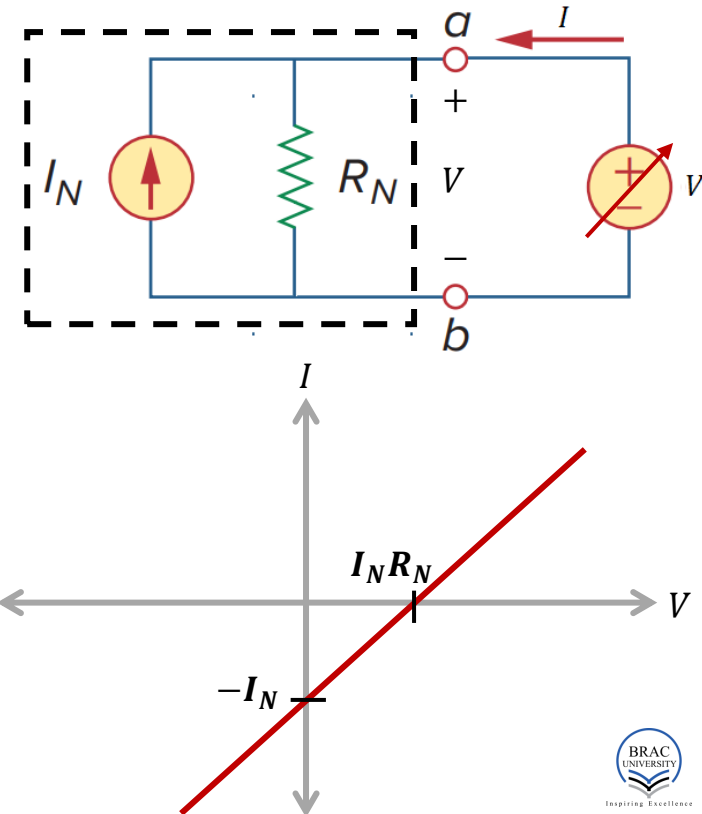 a
I
+
I_N
R_N
V
+
−
V
−
b
I
I_N R_N
V
−I_N
BRAC
UNIVERSITY
Inspiring Excellence